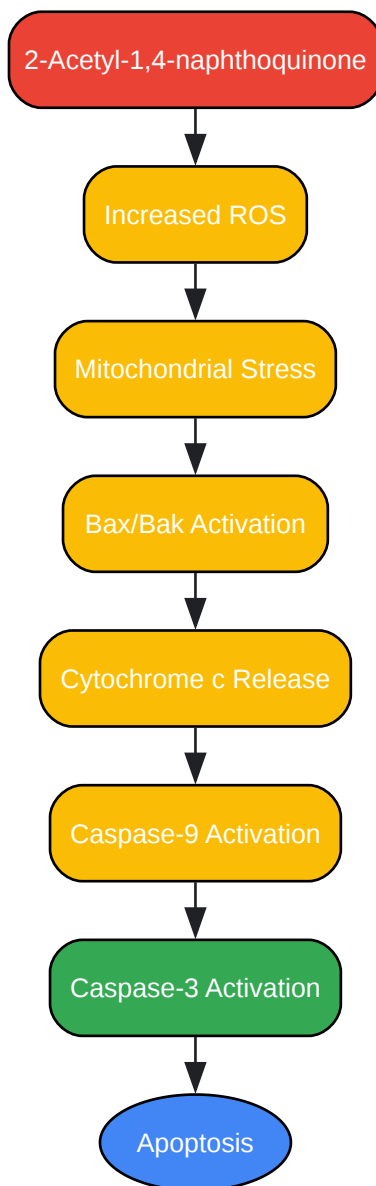 2-Acetyl-1,4-naphthoquinone
Increased ROS
Mitochondrial Stress
Bax/Bak Activation
Cytochrome c Release
Caspase-9 Activation
Caspase-3 Activation
Apoptosis